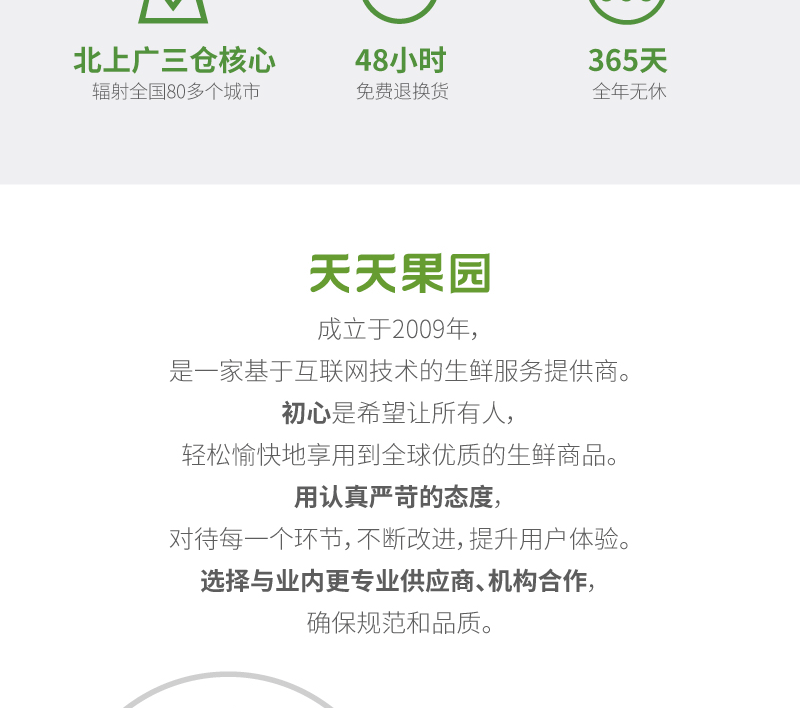 北上广三仓核心
辐射全国80多个城市
48小时
免费退换货
365天
全年无休
天天果园
成立于2009年，
是一家基于互联网技术的生鲜服务提供商。
初心是希望让所有人，
轻松愉快地享用到全球优质的生鲜商品。
用认真严苛的态度，
对待每一个环节，不断改进，提升用户体验。
选择与业内更专业供应商、机构合作，
确保规范和品质。